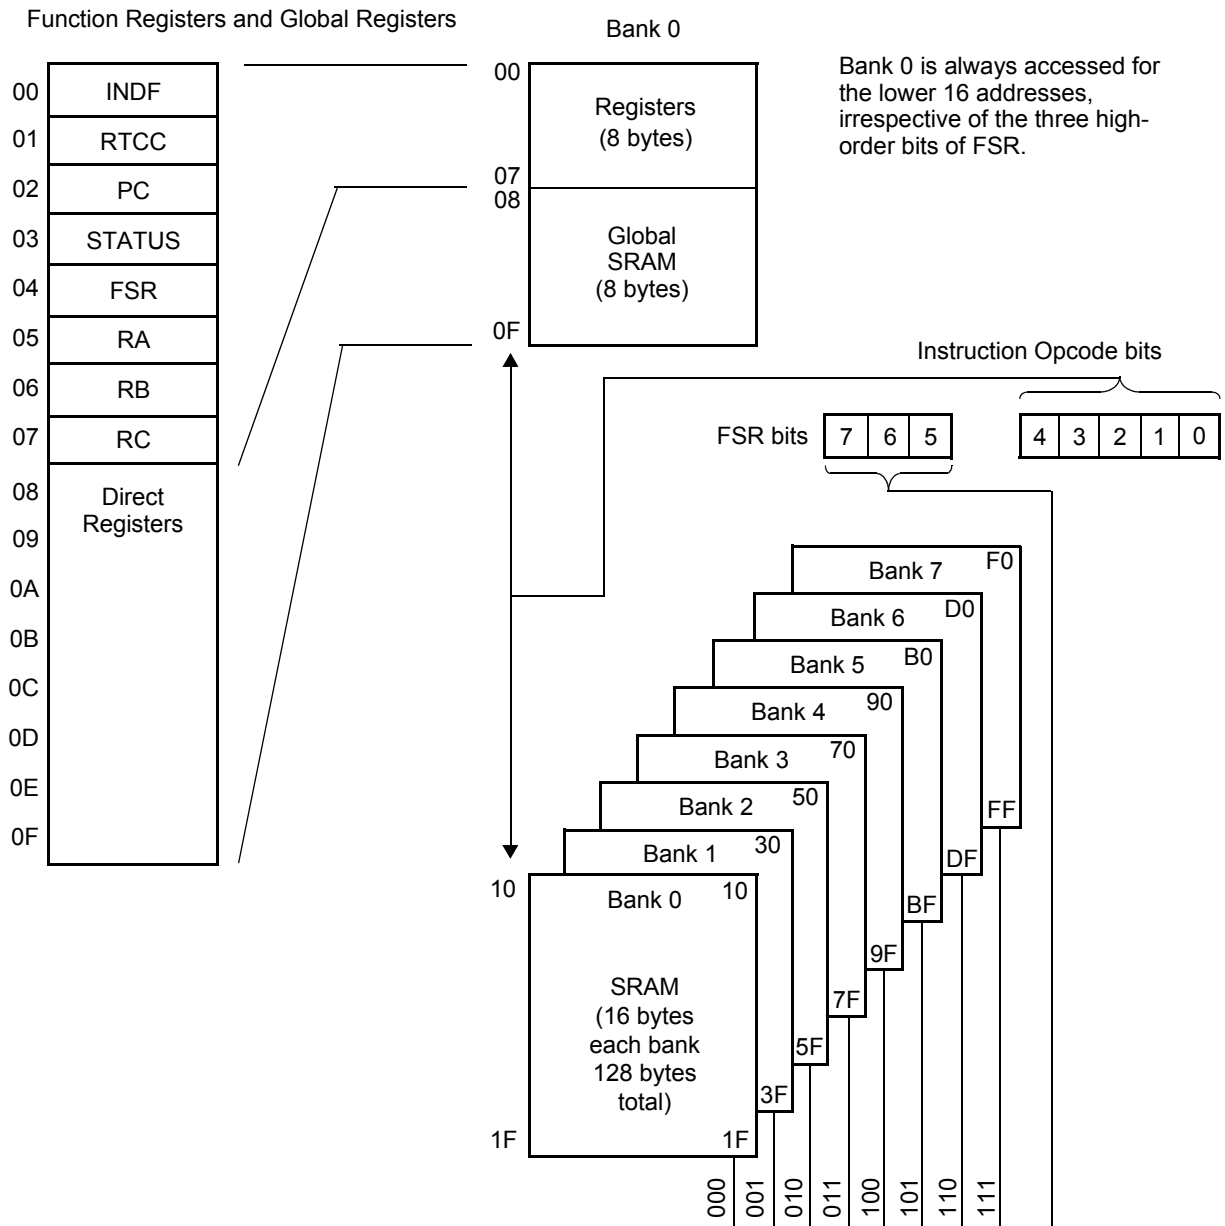 Function Registers and Global Registers
00 INDF
01 RTCC
02 PC
03 STATUS
04 FSR
05 RA
06 RB
07 RC
08 Direct
Registers
09
0A
0B
0C
0D
0E
0F
Bank 0
00
Registers
(8 bytes)
07
08
Global
SRAM
(8 bytes)
0F
Bank 0 is always accessed for
the lower 16 addresses,
irrespective of the three high-
order bits of FSR.
Instruction Opcode bits
FSR bits 7 6 5 4 3 2 1 0
Bank 7 F0
Bank 6 D0
Bank 5 B0
Bank 4 90
Bank 3 70
Bank 2 50
Bank 1 30
10 Bank 0 10
SRAM
(16 bytes
each bank
128 bytes
total)
1F 1F
3F
5F
7F
9F
BF
DF
FF
000
001
010
011
100
101
110
111